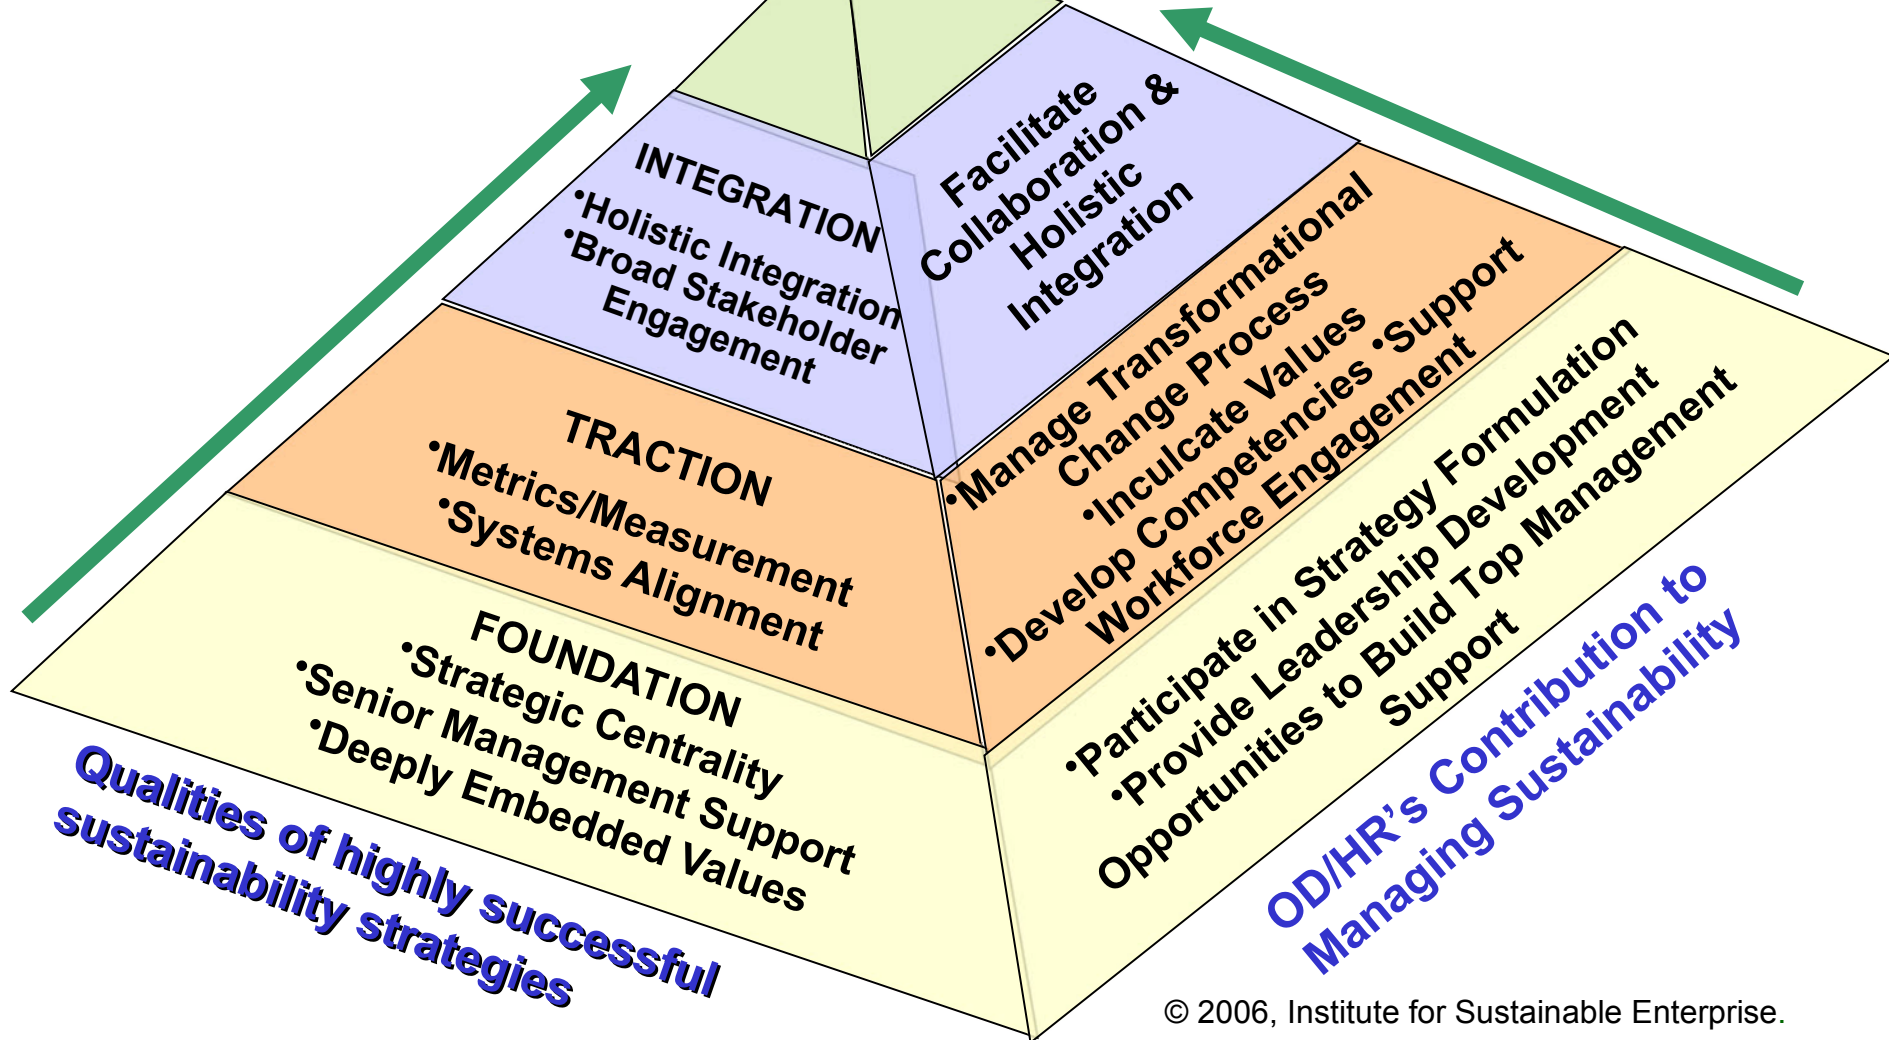 INTEGRATION
•Holistic Integration
•Broad Stakeholder
Engagement
TRACTION
•Metrics/Measurement
•Systems Alignment
FOUNDATION
•Strategic Centrality
•Senior Management Support
•Deeply Embedded Values
Qualities of highly successful
sustainability strategies
Facilitate
Collaboration &
Holistic
Integration
•Manage Transformational
Change Process
•Inculcate Values
•Develop Competencies •Support
Workforce Engagement
•Participate in Strategy Formulation
•Provide Leadership Development
Opportunities to Build Top Management
Support
OD/HR’s Contribution to
Managing Sustainability
© 2006, Institute for Sustainable Enterprise.